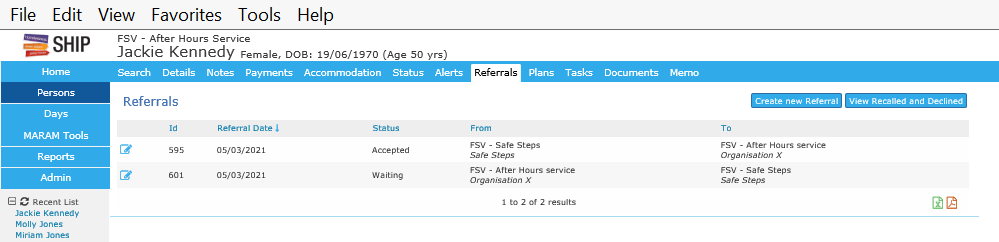 File Edit View Favorites Tools Help
SHIP
FSV - After Hours Service
Jackie Kennedy Female, DOB: 19/06/1970 (Age 50 yrs)
Home
Persons
Days
MARAM Tools
Reports
Admin
Recent List
Jackie Kennedy
Molly Jones
Miriam Jones
Search Details Notes Payments Accommodation Status Alerts Referrals Plans Tasks Documents Memo
Referrals
Create new Referral View Recalled and Declined
Id Referral Date ↓ Status From To
595 05/03/2021 Accepted FSV - Safe Steps FSV - After Hours service
Safe Steps Organisation X
601 05/03/2021 Waiting FSV - After Hours service FSV - Safe Steps
Organisation X Safe Steps
1 to 2 of 2 results